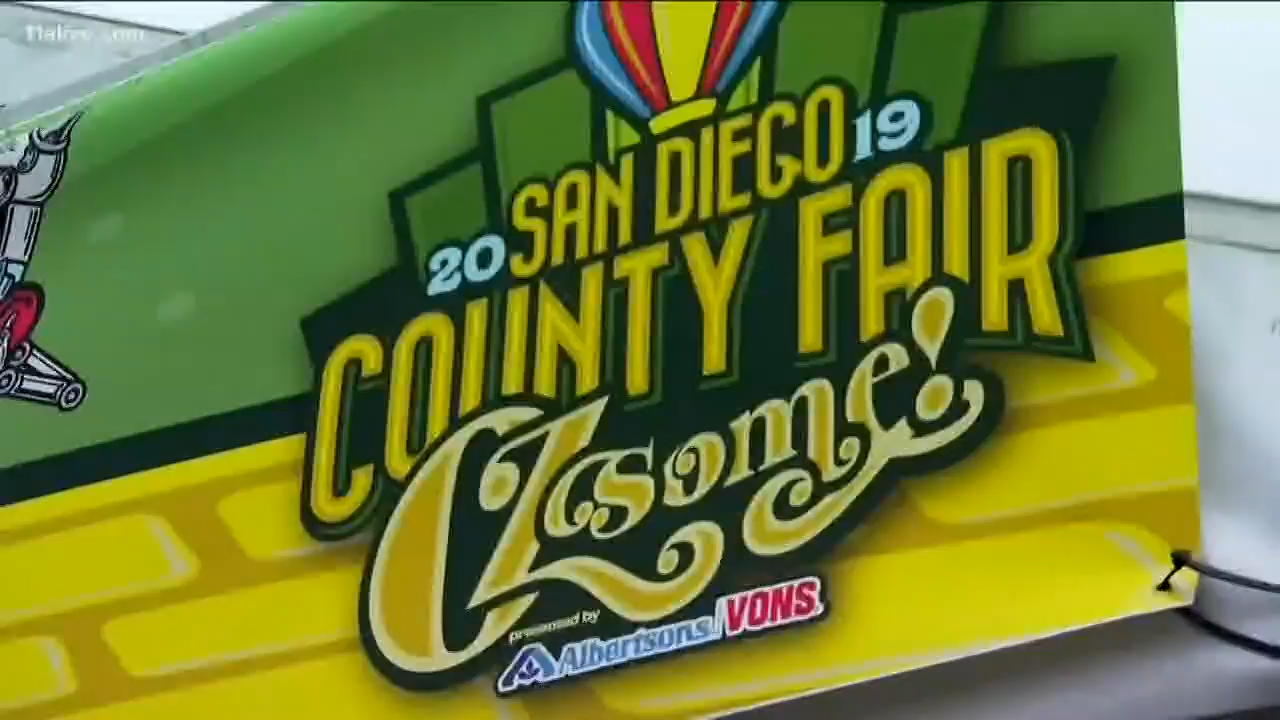 11alive.com
SAN DIEGO
2019
COUNTY FAIR
OZsome!
presented by
Albertsons VONS